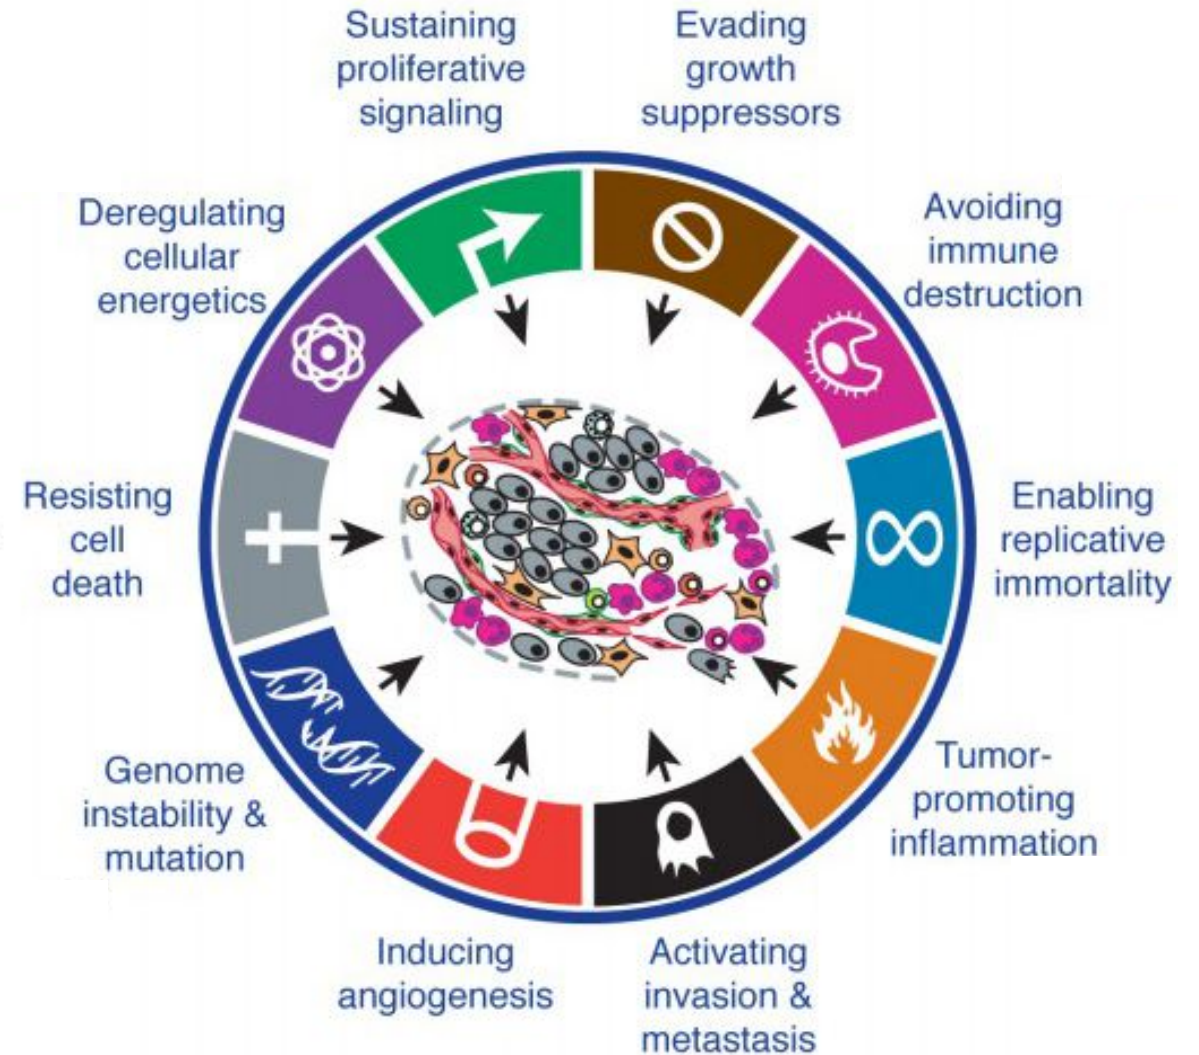 Sustaining
proliferative
signaling
Evading
growth
suppressors
Deregulating
cellular
energetics
Avoiding
immune
destruction
Resisting
cell
death
Enabling
replicative
immortality
Genome
instability &
mutation
Tumor-
promoting
inflammation
Inducing
angiogenesis
Activating
invasion &
metastasis